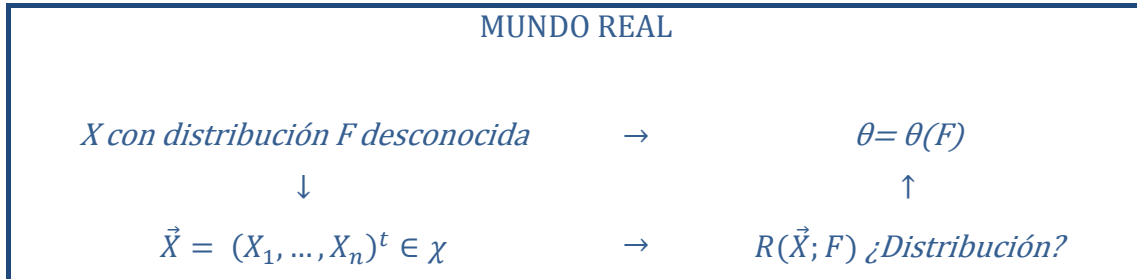 MUNDO REAL
X con distribución F desconocida → θ= θ(F)
↓ ↑
X⃗ = (X₁, … , Xₙ)ᵗ ∈ χ → R(X⃗; F) ¿Distribución?